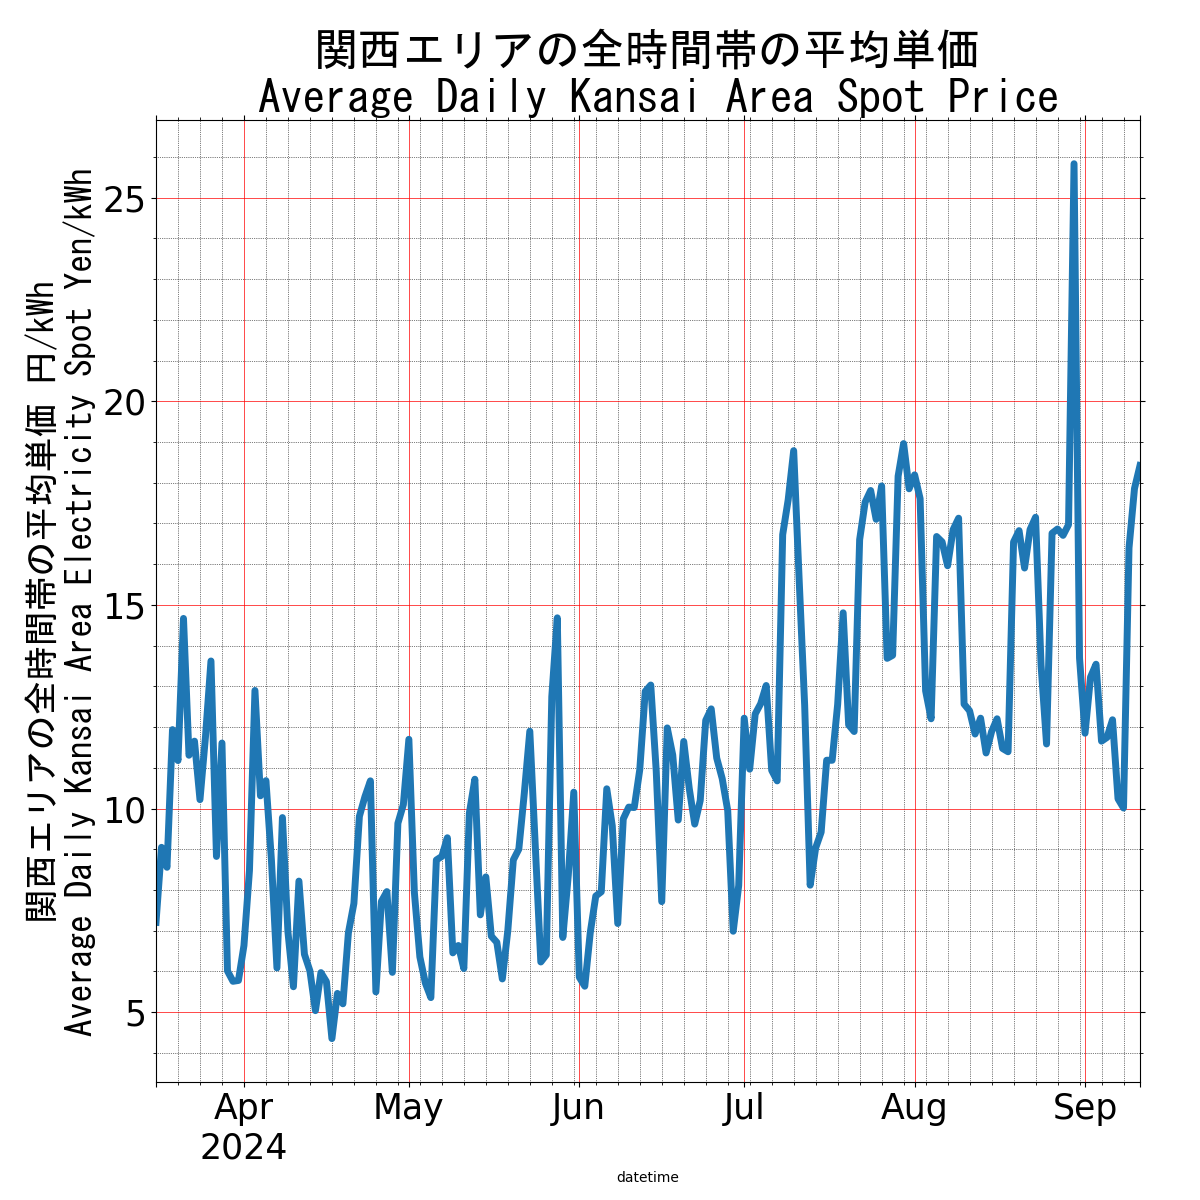 関西エリアの全時間帯の平均単価
Average Daily Kansai Area Spot Price
関西エリアの全時間帯の平均単価 円/kWh
Average Daily Kansai Area Electricity Spot Yen/kWh
25
20
15
10
5
Apr May Jun Jul Aug Sep
2024
datetime